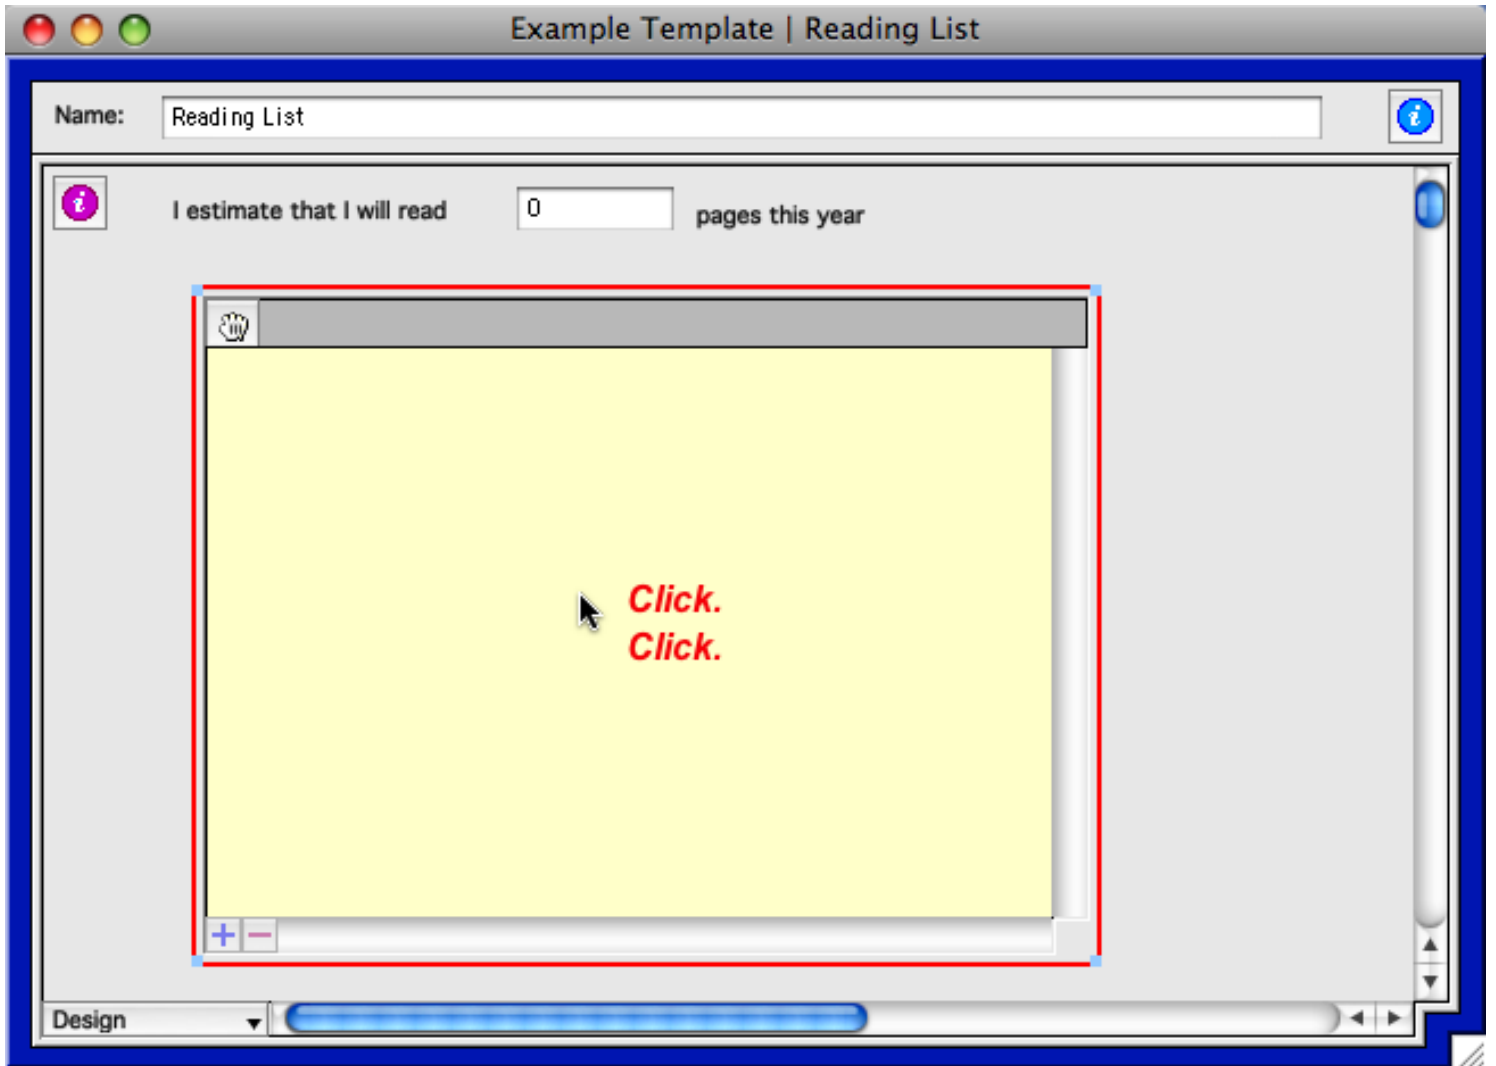 Example Template | Reading List
Name: Reading List
I estimate that I will read 0 pages this year
Click.
Click.
Design